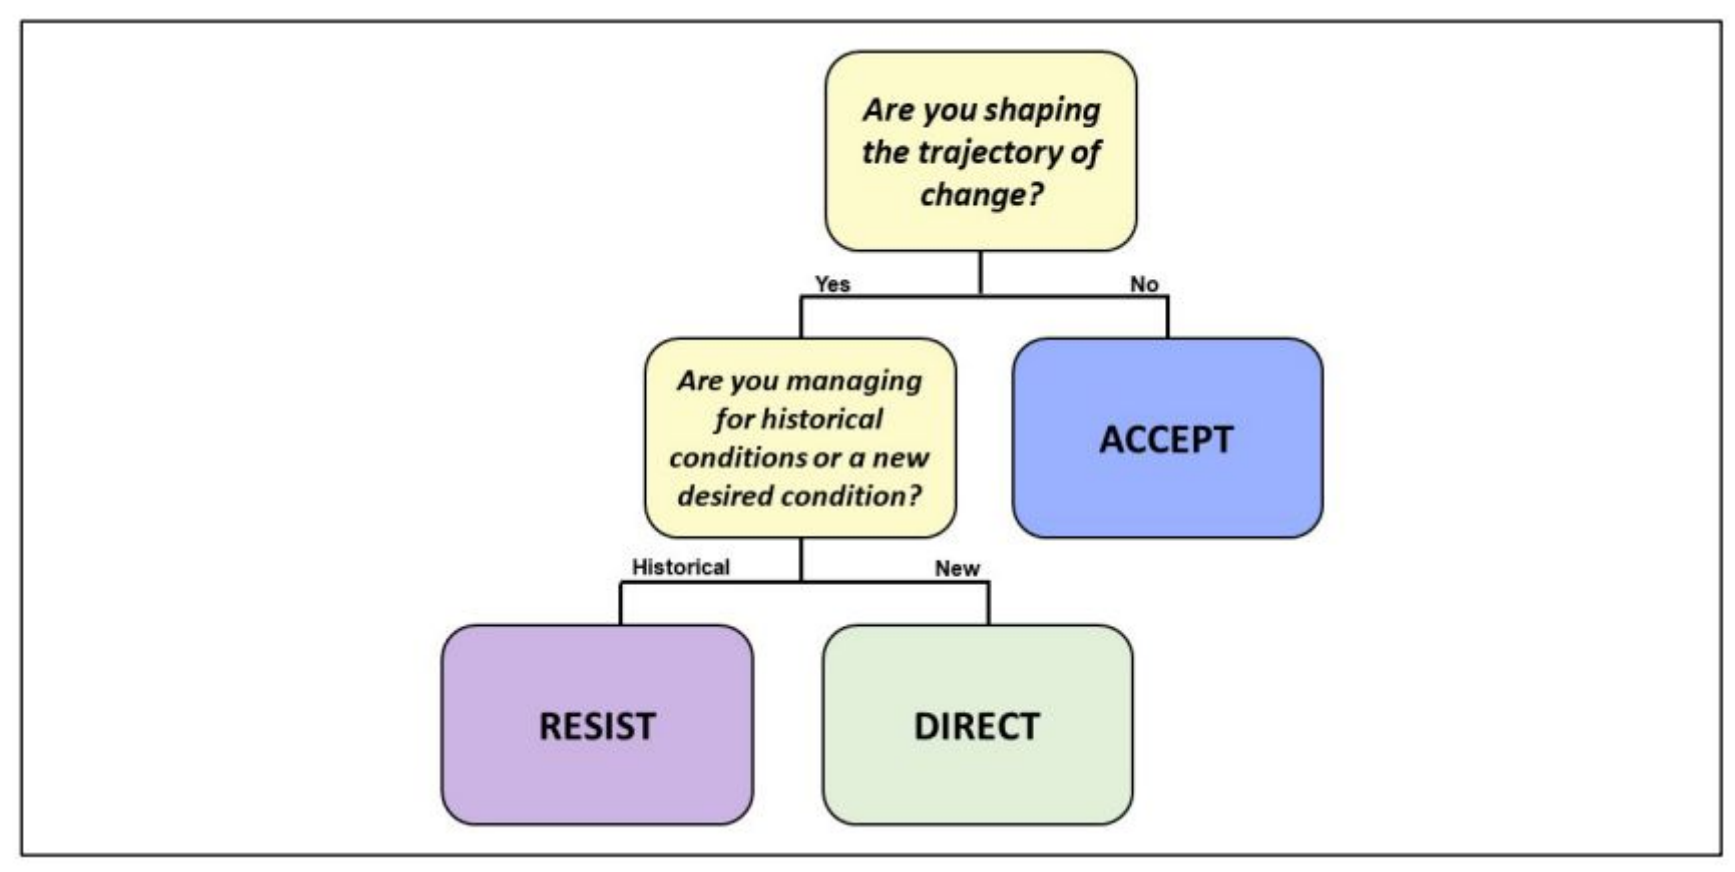 Are you shaping
the trajectory of
change?
Yes
No
Are you managing
for historical
conditions or a new
desired condition?
ACCEPT
Historical
New
RESIST
DIRECT